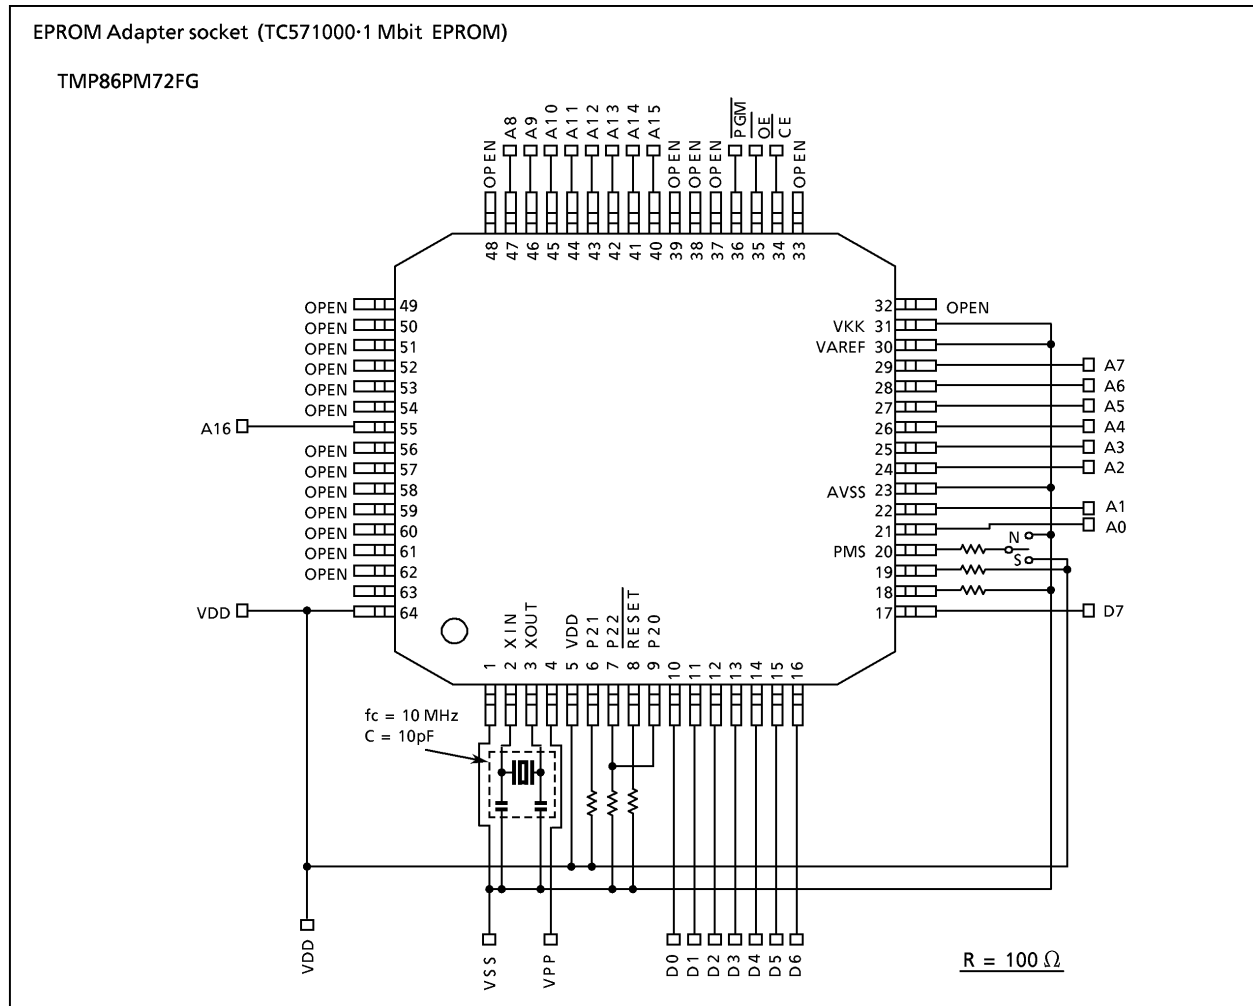 EPROM Adapter socket (TC571000·1 Mbit EPROM)
TMP86PM72FG
OPEN A8 A9 A10 A11 A12 A13 A14 A15 OPEN OPEN OPEN PGM OE CE OPEN
48 47 46 45 44 43 42 41 40 39 38 37 36 35 34 33
OPEN 49
OPEN 50
OPEN 51
OPEN 52
OPEN 53
OPEN 54
A16 55
OPEN 56
OPEN 57
OPEN 58
OPEN 59
OPEN 60
OPEN 61
OPEN 62
63
VDD 64
32 OPEN
VKK 31
VAREF 30
29 A7
28 A6
27 A5
26 A4
25 A3
24 A2
AVSS 23
22 A1
21 A0
N
PMS 20
S
19
18
17 D7
XIN XOUT VDD P21 P22 RESET P20
1 2 3 4 5 6 7 8 9 10 11 12 13 14 15 16
fc = 10 MHz
C = 10pF
VDD VSS VPP D0 D1 D2 D3 D4 D5 D6
R = 100 Ω